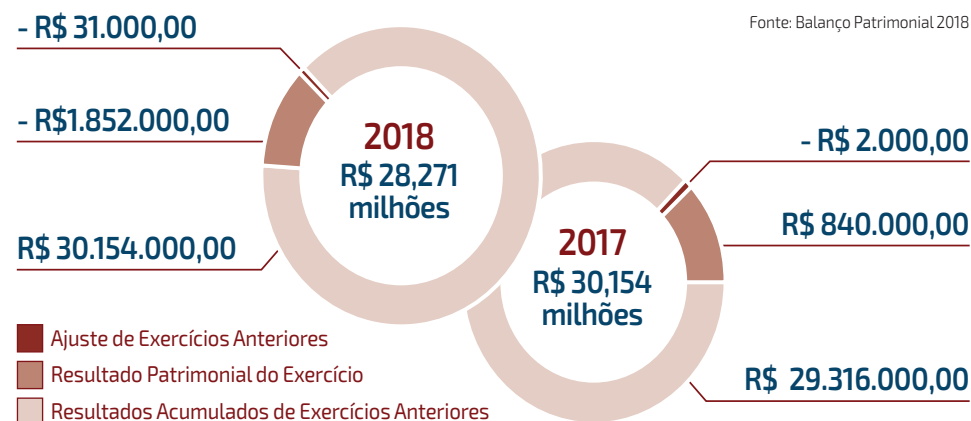 Fonte: Balanço Patrimonial 2018
- R$ 31.000,00
- R$1.852.000,00
R$ 30.154.000,00
2018
R$ 28,271
milhões
- R$ 2.000,00
R$ 840.000,00
R$ 29.316.000,00
2017
R$ 30,154
milhões
Ajuste de Exercícios Anteriores
Resultado Patrimonial do Exercício
Resultados Acumulados de Exercícios Anteriores